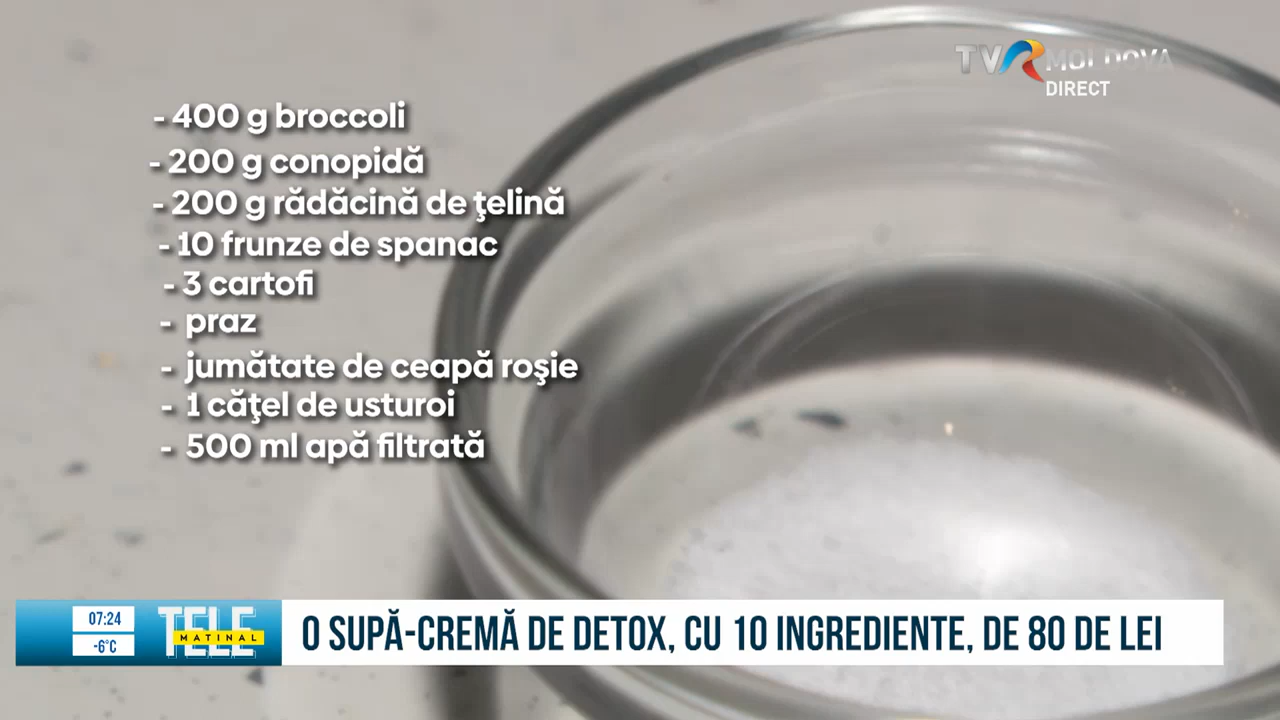 TVR MOLDOVA
DIRECT
- 400 g broccoli
- 200 g conopidă
- 200 g rădăcină de ţelină
- 10 frunze de spanac
- 3 cartofi
- praz
- jumătate de ceapă roşie
- 1 căţel de usturoi
- 500 ml apă filtrată
07:24
-6°C
TELE
MATINAL
O SUPĂ-CREMĂ DE DETOX, CU 10 INGREDIENTE, DE 80 DE LEI